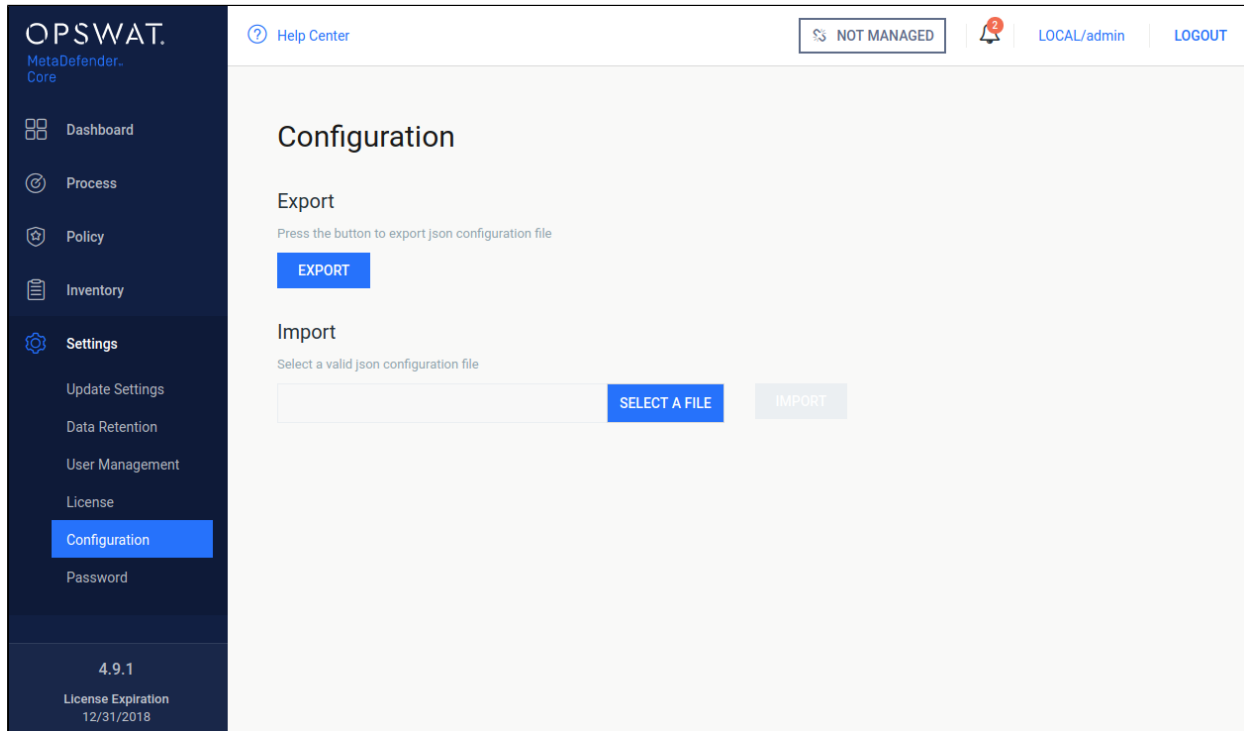 OPSWAT.
MetaDefender™
Core
Dashboard
Process
Policy
Inventory
Settings
Update Settings
Data Retention
User Management
License
Configuration
Password
4.9.1
License Expiration
12/31/2018
? Help Center
NOT MANAGED
2
LOCAL/admin
LOGOUT
Configuration
Export
Press the button to export json configuration file
EXPORT
Import
Select a valid json configuration file
SELECT A FILE
IMPORT